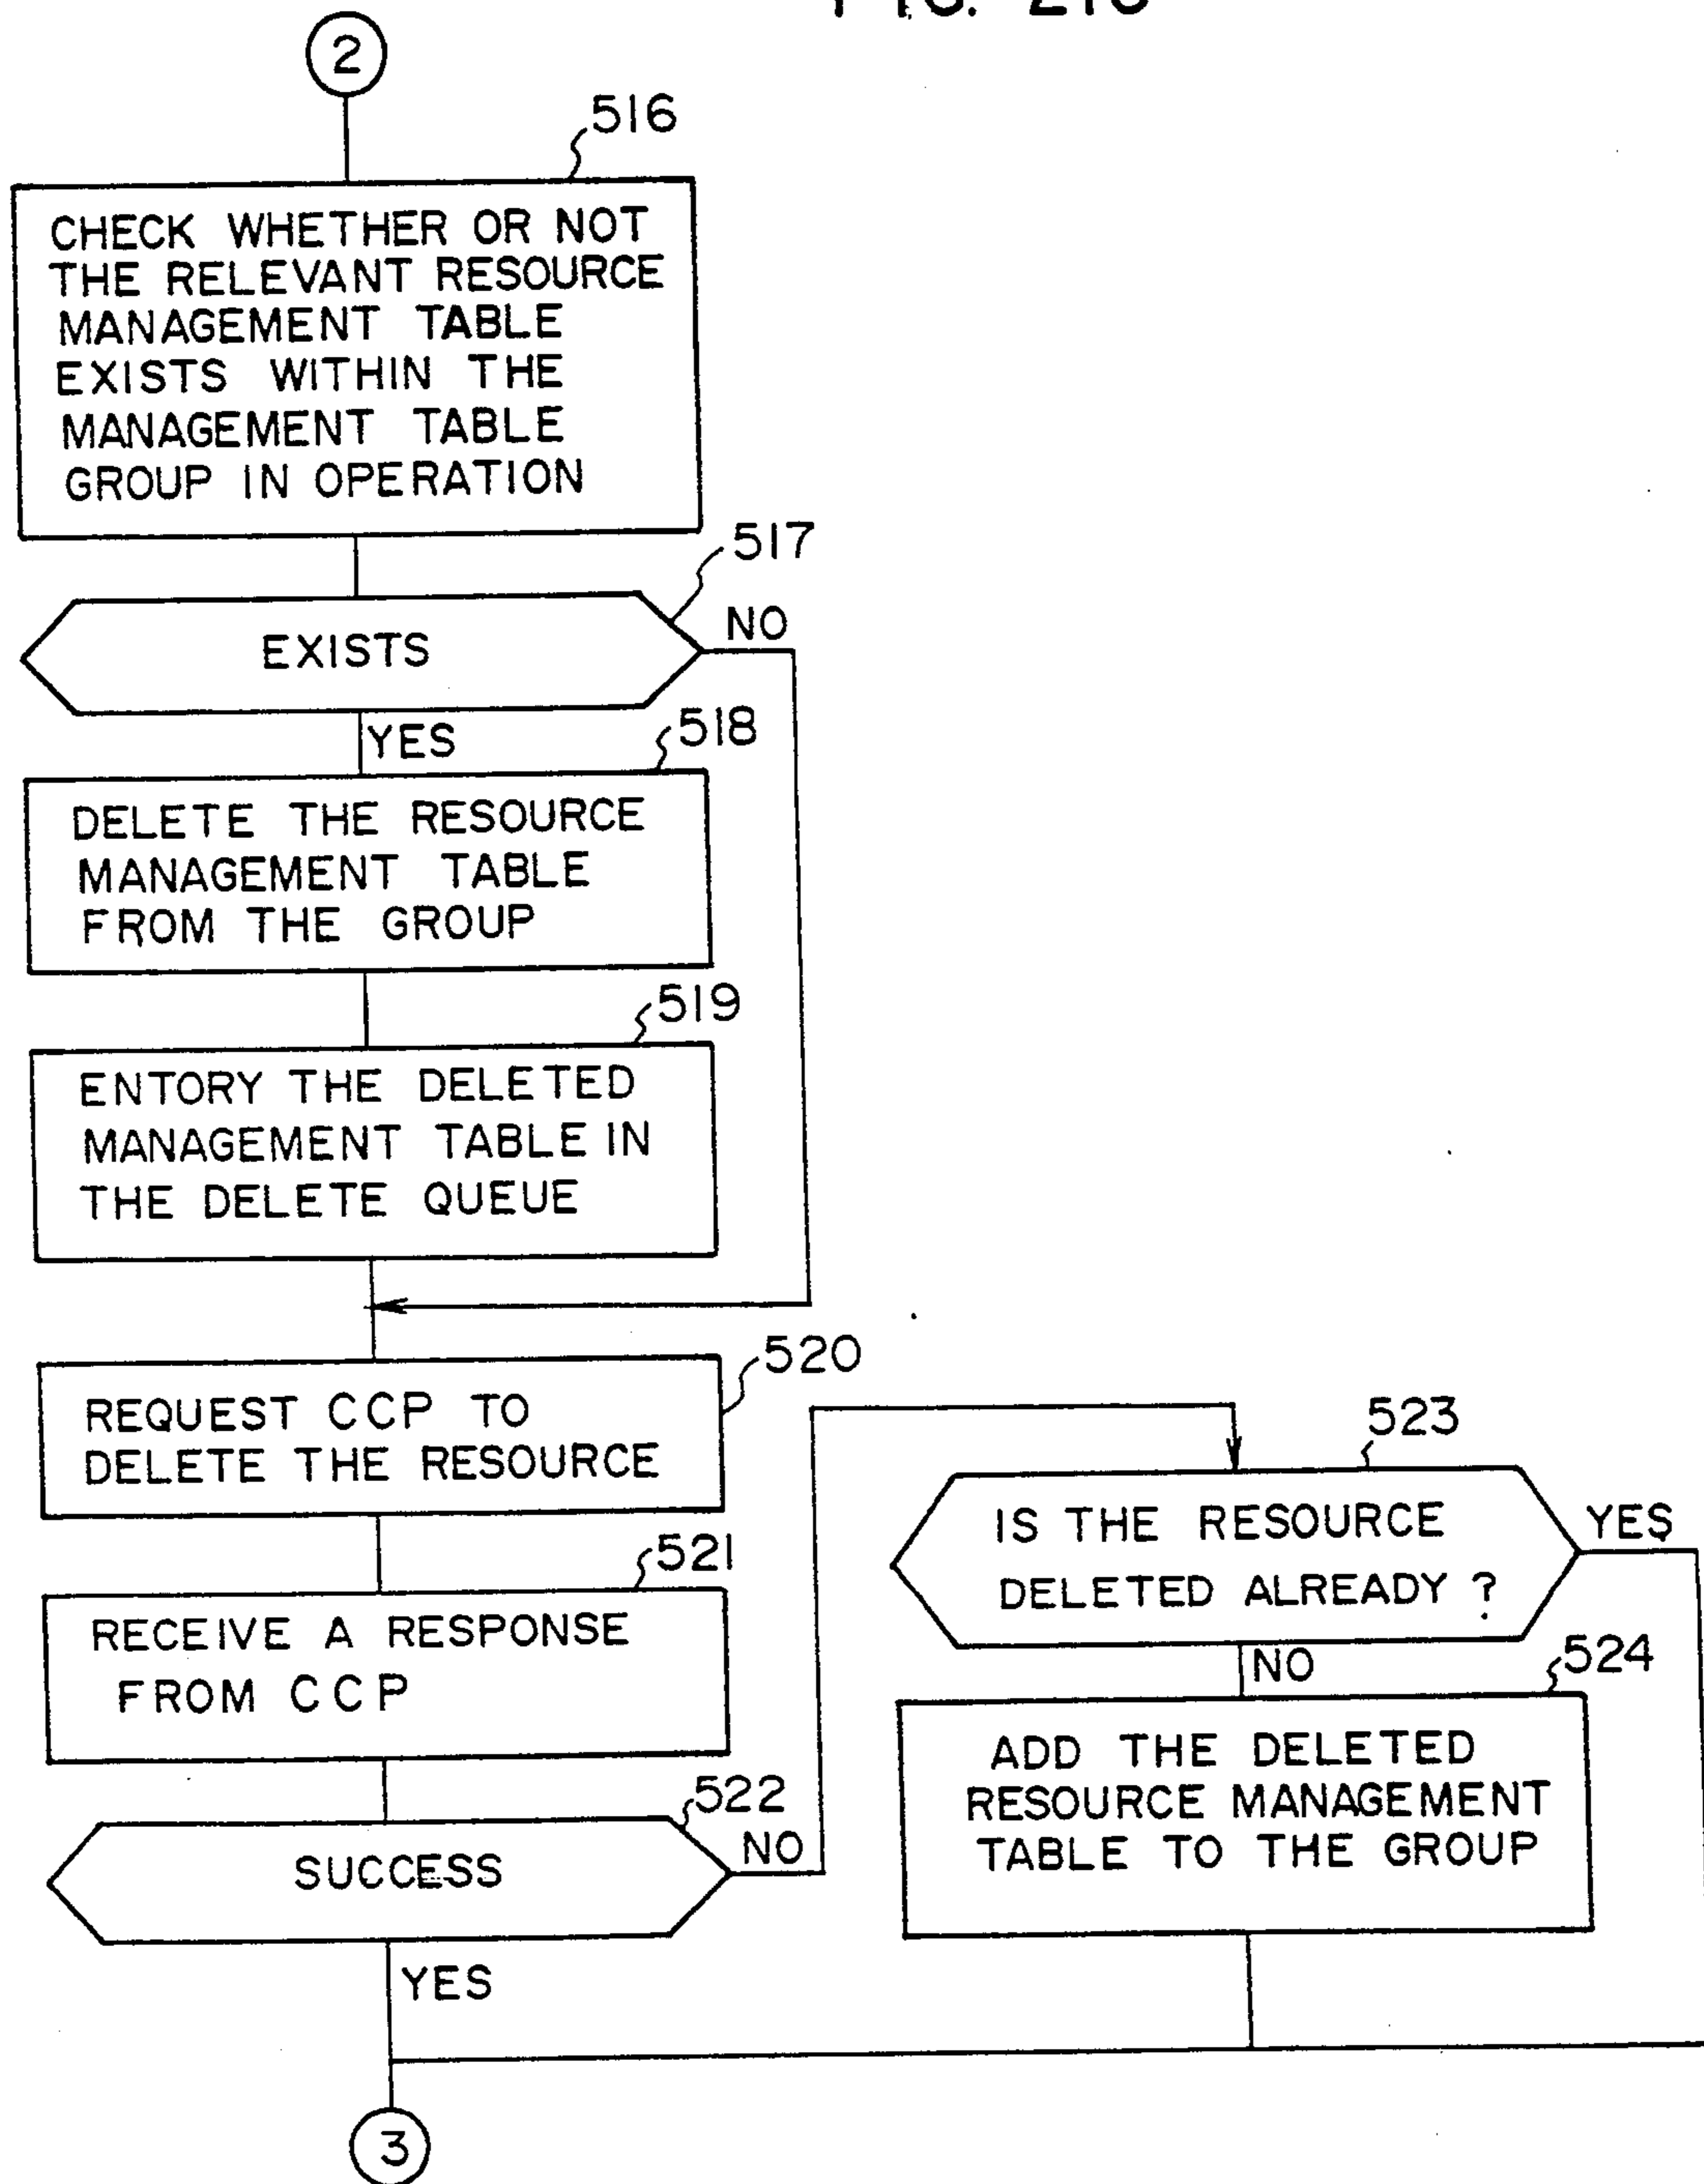 2
516
CHECK WHETHER OR NOT
THE RELEVANT RESOURCE
MANAGEMENT TABLE
EXISTS WITHIN THE
MANAGEMENT TABLE
GROUP IN OPERATION
517
EXISTS
NO
YES
518
DELETE THE RESOURCE
MANAGEMENT TABLE
FROM THE GROUP
519
ENTORY THE DELETED
MANAGEMENT TABLE IN
THE DELETE QUEUE
520
REQUEST CCP TO
DELETE THE RESOURCE
521
RECEIVE A RESPONSE
FROM CCP
522
SUCCESS
NO
YES
523
IS THE RESOURCE
DELETED ALREADY ?
YES
NO
524
ADD THE DELETED
RESOURCE MANAGEMENT
TABLE TO THE GROUP
3